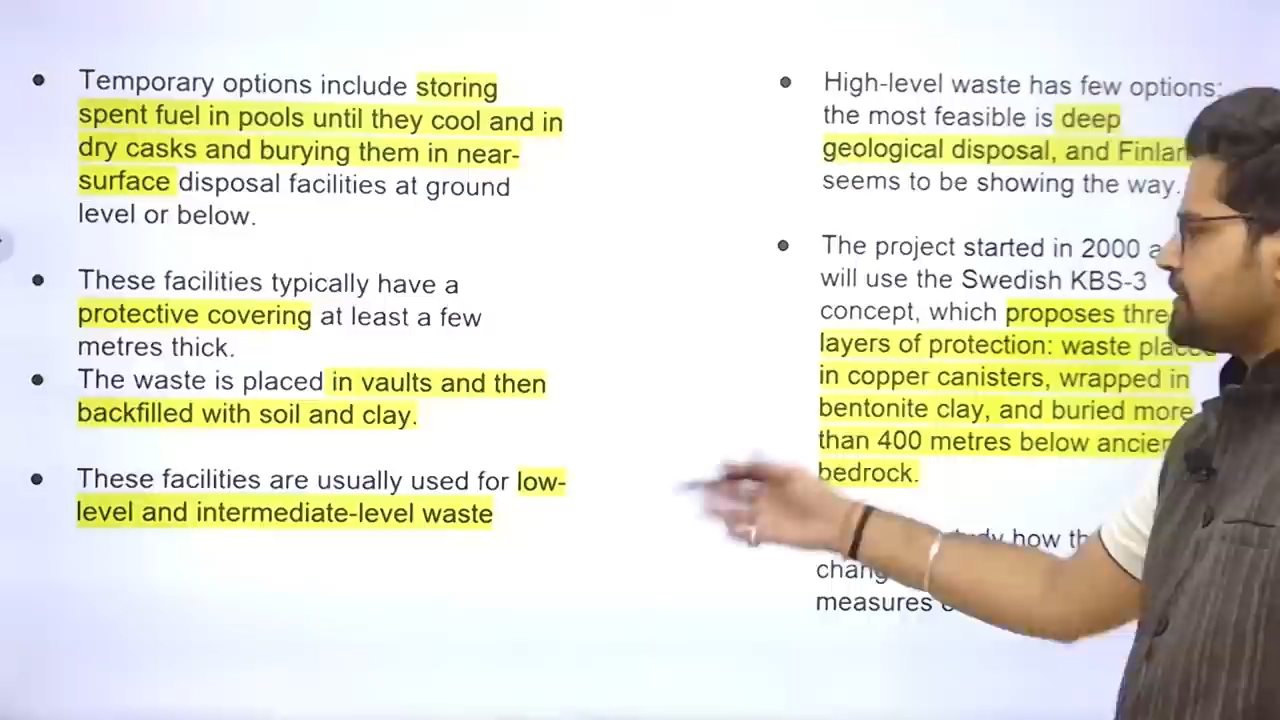 Temporary options include storing
spent fuel in pools until they cool and in
dry casks and burying them in near-
surface disposal facilities at ground
level or below.
These facilities typically have a
protective covering at least a few
metres thick.
The waste is placed in vaults and then
backfilled with soil and clay.
These facilities are usually used for low-
level and intermediate-level waste
High-level waste has few options:
the most feasible is deep
geological disposal, and
seems to be showing the way.
The project started in 2000
will use the Swedish KBS-3
concept, which proposes
layers of protection: waste
in copper canisters, wrapped in
bentonite clay, and buried more
than 400 metres below
bedrock.
how
measures